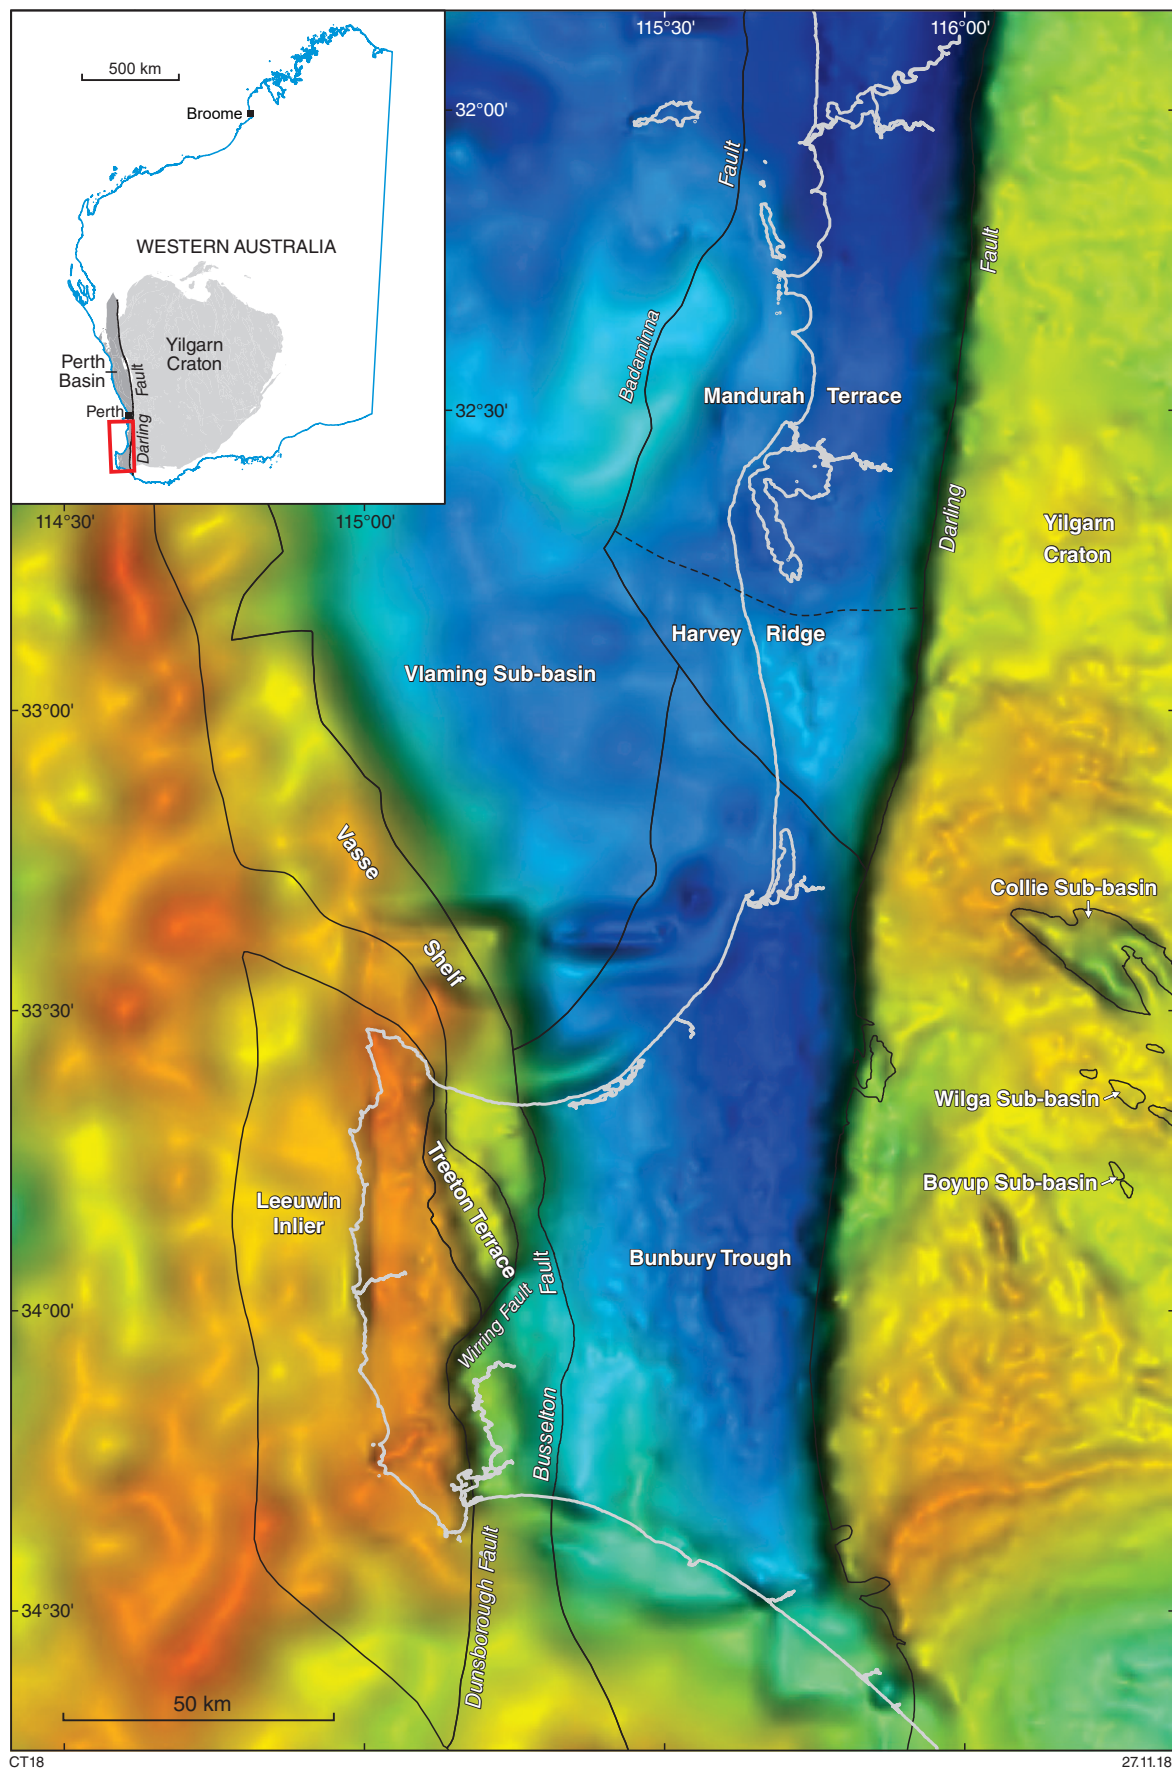 500 km
Broome
WESTERN AUSTRALIA
Yilgarn
Craton
Perth
Basin
Darling Fault
Perth
115°30'
116°00'
32°00'
32°30'
114°30'
115°00'
33°00'
33°30'
34°00'
34°30'
Badaminna Fault
Darling Fault
Mandurah Terrace
Yilgarn
Craton
Harvey Ridge
Vlaming Sub-basin
Vasse Shelf
Collie Sub-basin
Wilga Sub-basin
Boyup Sub-basin
Treeton Terrace
Leeuwin
Inlier
Bunbury Trough
Wirring Fault
Busselton Fault
Dunsborough Fault
50 km
CT18
27.11.18